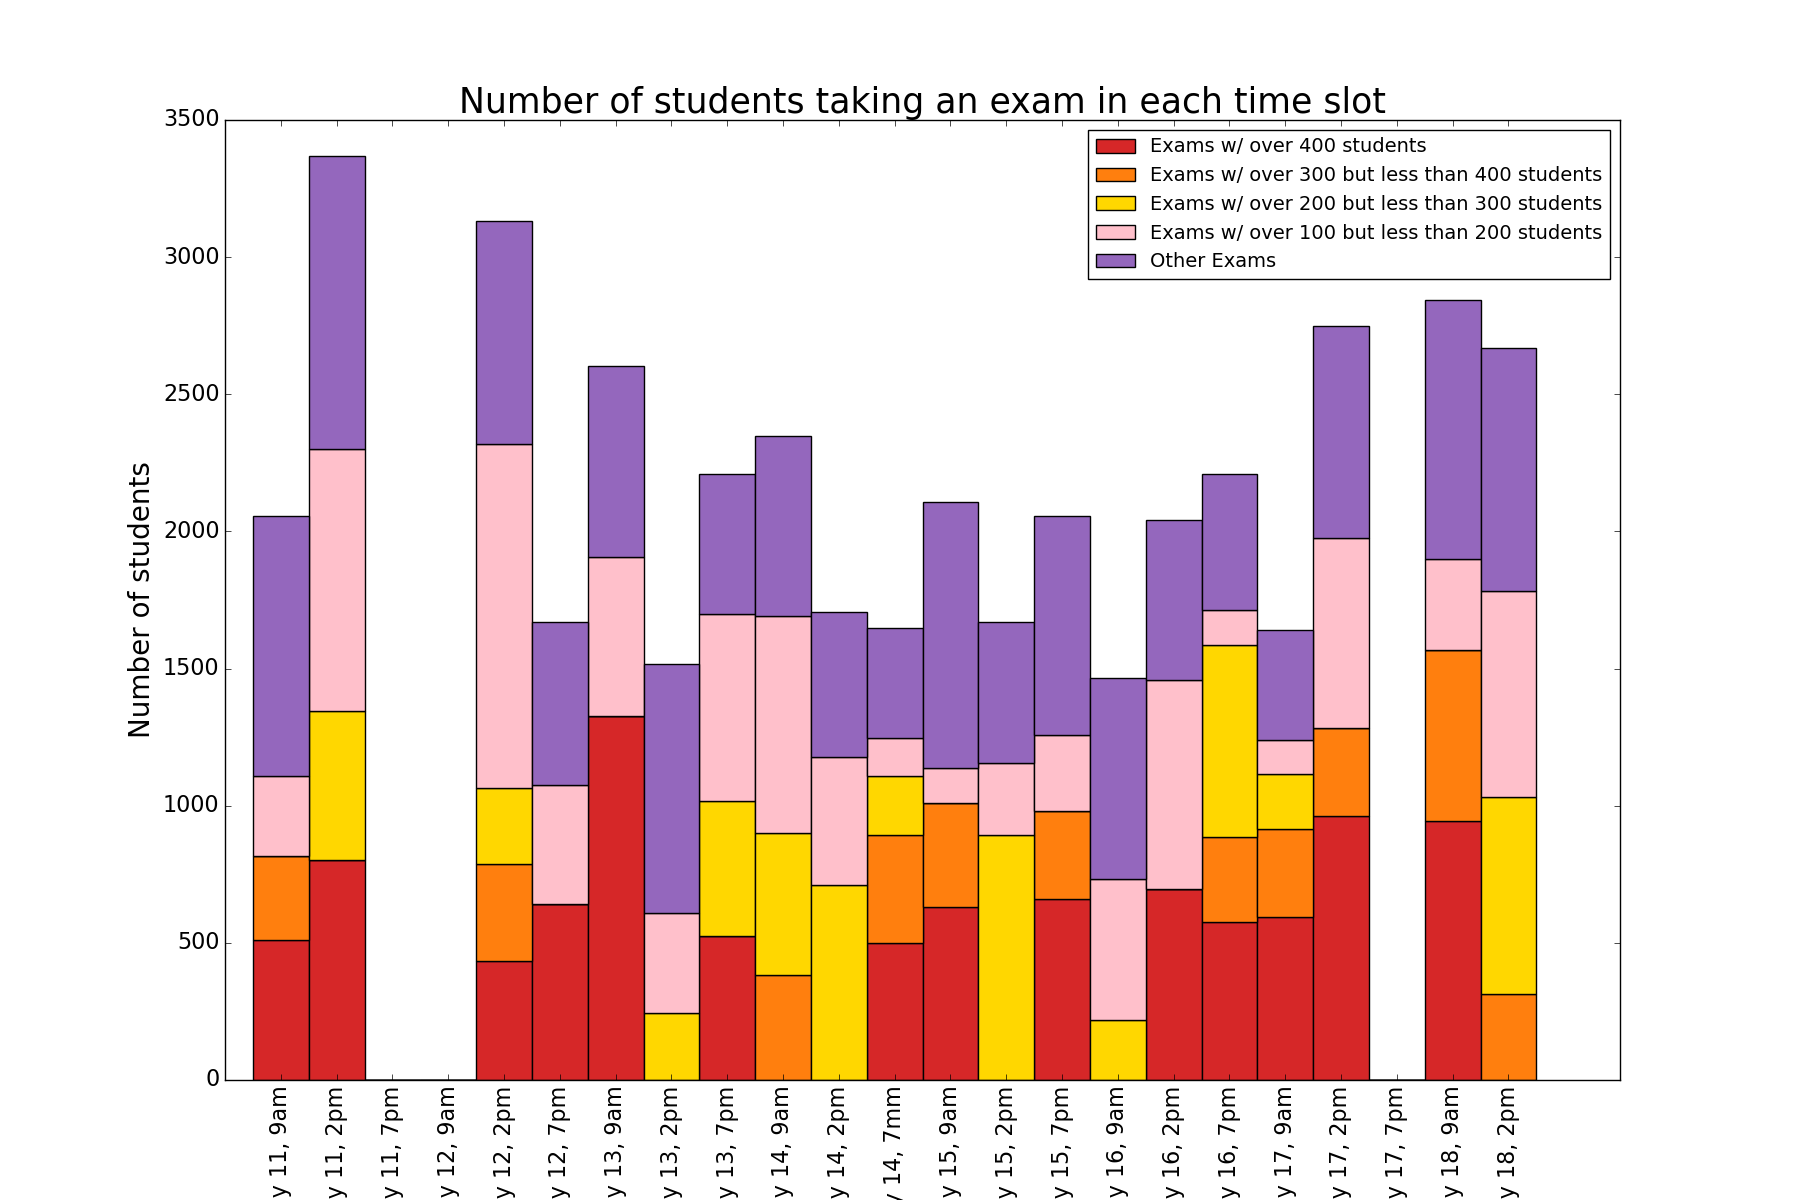 Number of students taking an exam in each time slot
Number of students
3500
3000
2500
2000
1500
1000
500
0
Exams w/ over 400 students
Exams w/ over 300 but less than 400 students
Exams w/ over 200 but less than 300 students
Exams w/ over 100 but less than 200 students
Other Exams
y 11, 9am
y 11, 2pm
y 11, 7pm
y 12, 9am
y 12, 2pm
y 12, 7pm
y 13, 9am
y 13, 2pm
y 13, 7pm
y 14, 9am
y 14, 2pm
y 14, 7mm
y 15, 9am
y 15, 2pm
y 15, 7pm
y 16, 9am
y 16, 2pm
y 16, 7pm
y 17, 9am
y 17, 2pm
y 17, 7pm
y 18, 9am
y 18, 2pm